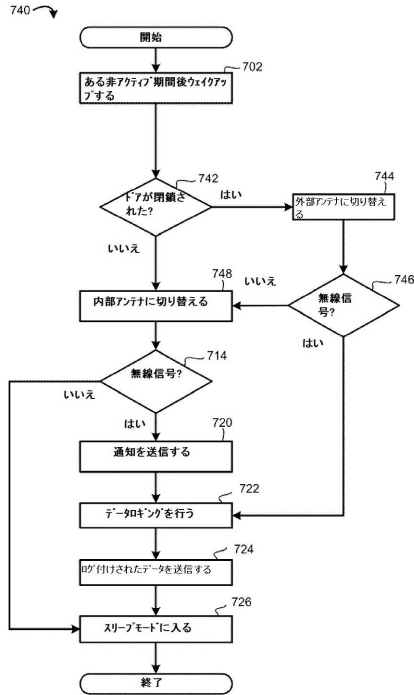 740
開始
702
ある非アクティブ期間後ウェイクアッ
プする
742
744
ドアが閉鎖さ
れた?
はい
外部アンテナに切り替え
る
いいえ
748
いいえ
746
内部アンテナに切り替える
無線信
号?
714
はい
無線信号?
いいえ
はい
720
通知を送信する
722
データロギングを行う
724
ログ付けされたデータを送信する
726
スリープモードに入る
終了